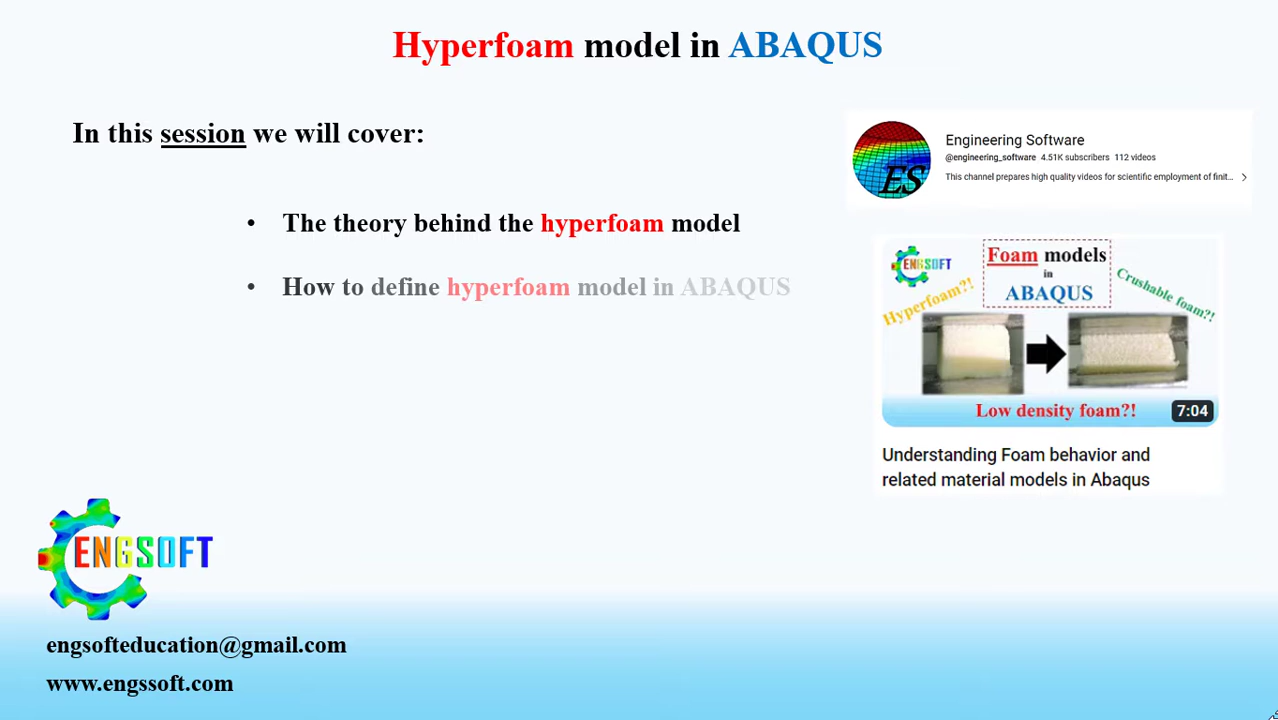 Hyperfoam model in ABAQUS
In this session we will cover:
• The theory behind the hyperfoam model
• How to define hyperfoam model in ABAQUS
Engineering Software
@engineering_software 4.51K subscribers 112 videos
This channel prepares high quality videos for scientific employment of finit...
ES
ENGSOFT
Foam models
in
ABAQUS
Hyperfoam?!
Crushable foam?!
Low density foam?!
7:04
Understanding Foam behavior and
related material models in Abaqus
ENGSOFT
engsofteducation@gmail.com
www.engssoft.com